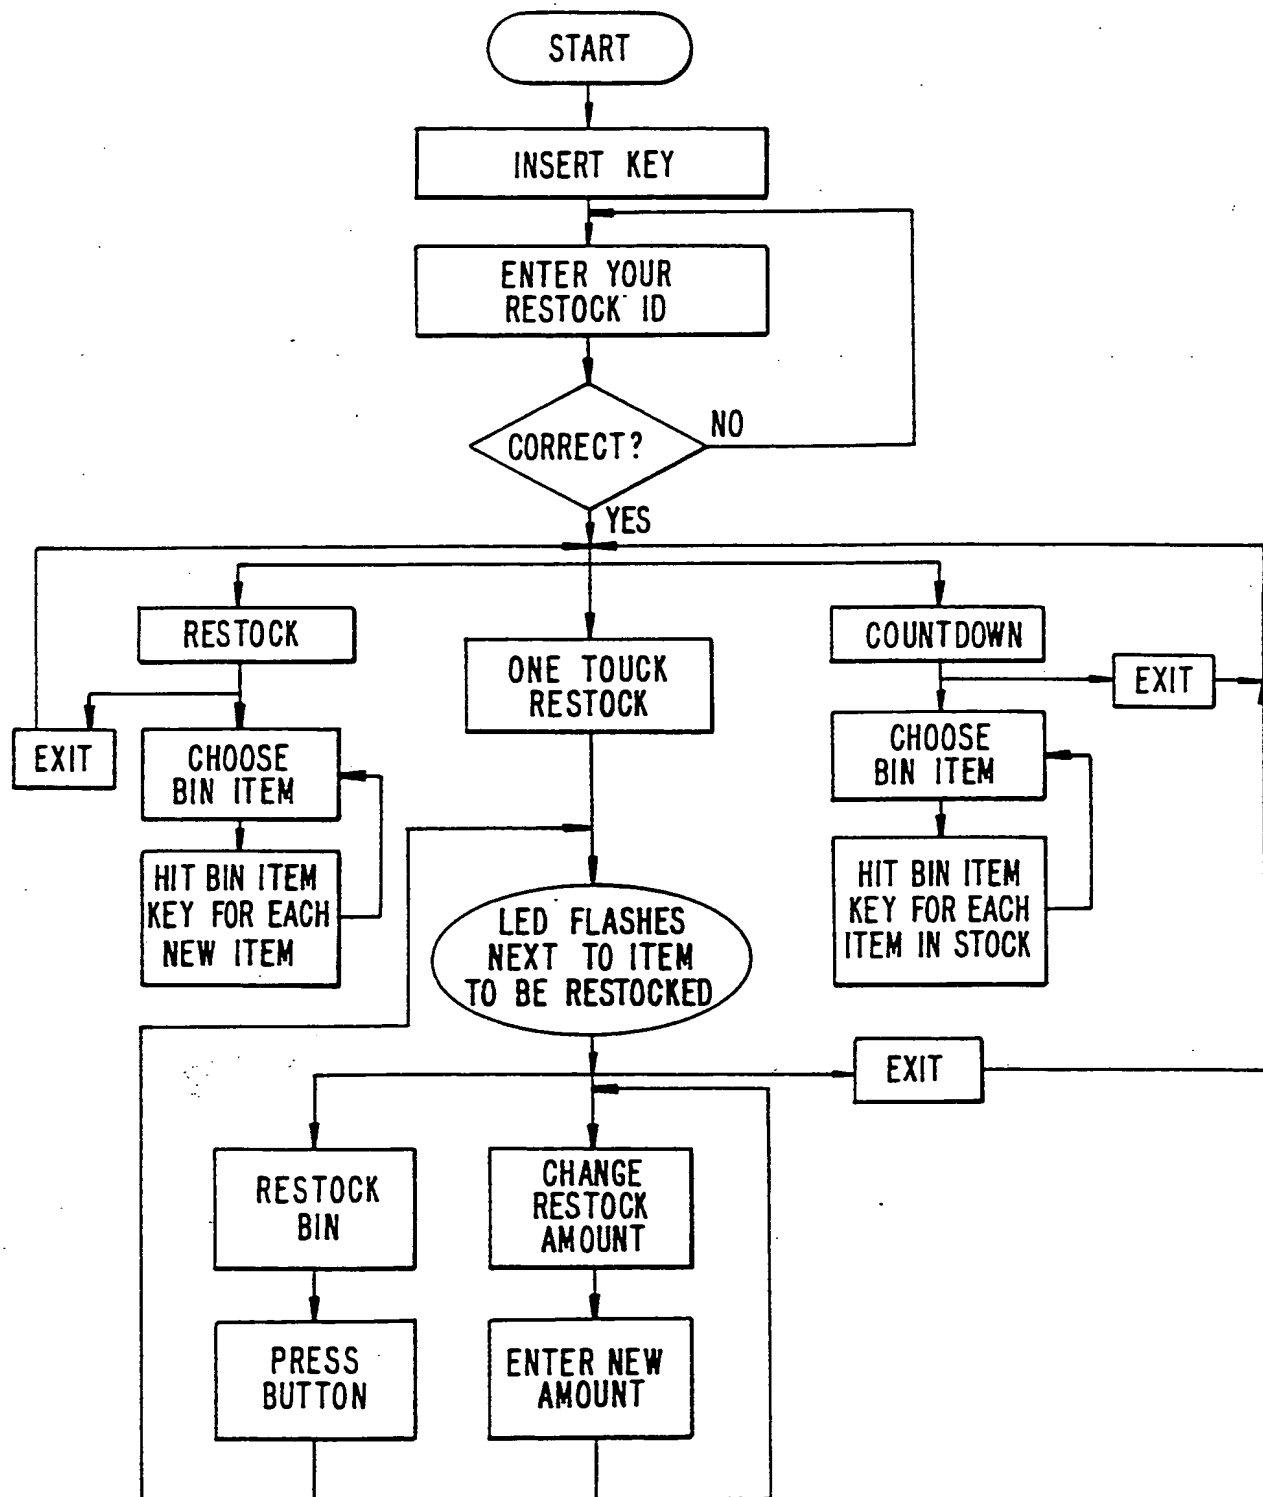 START
INSERT KEY
ENTER YOUR
RESTOCK ID
CORRECT?
NO
YES
RESTOCK
ONE TOUCK
RESTOCK
COUNTDOWN
EXIT
EXIT
CHOOSE
BIN ITEM
CHOOSE
BIN ITEM
HIT BIN ITEM
KEY FOR EACH
NEW ITEM
LED FLASHES
NEXT TO ITEM
TO BE RESTOCKED
HIT BIN ITEM
KEY FOR EACH
ITEM IN STOCK
EXIT
RESTOCK
BIN
CHANGE
RESTOCK
AMOUNT
PRESS
BUTTON
ENTER NEW
AMOUNT